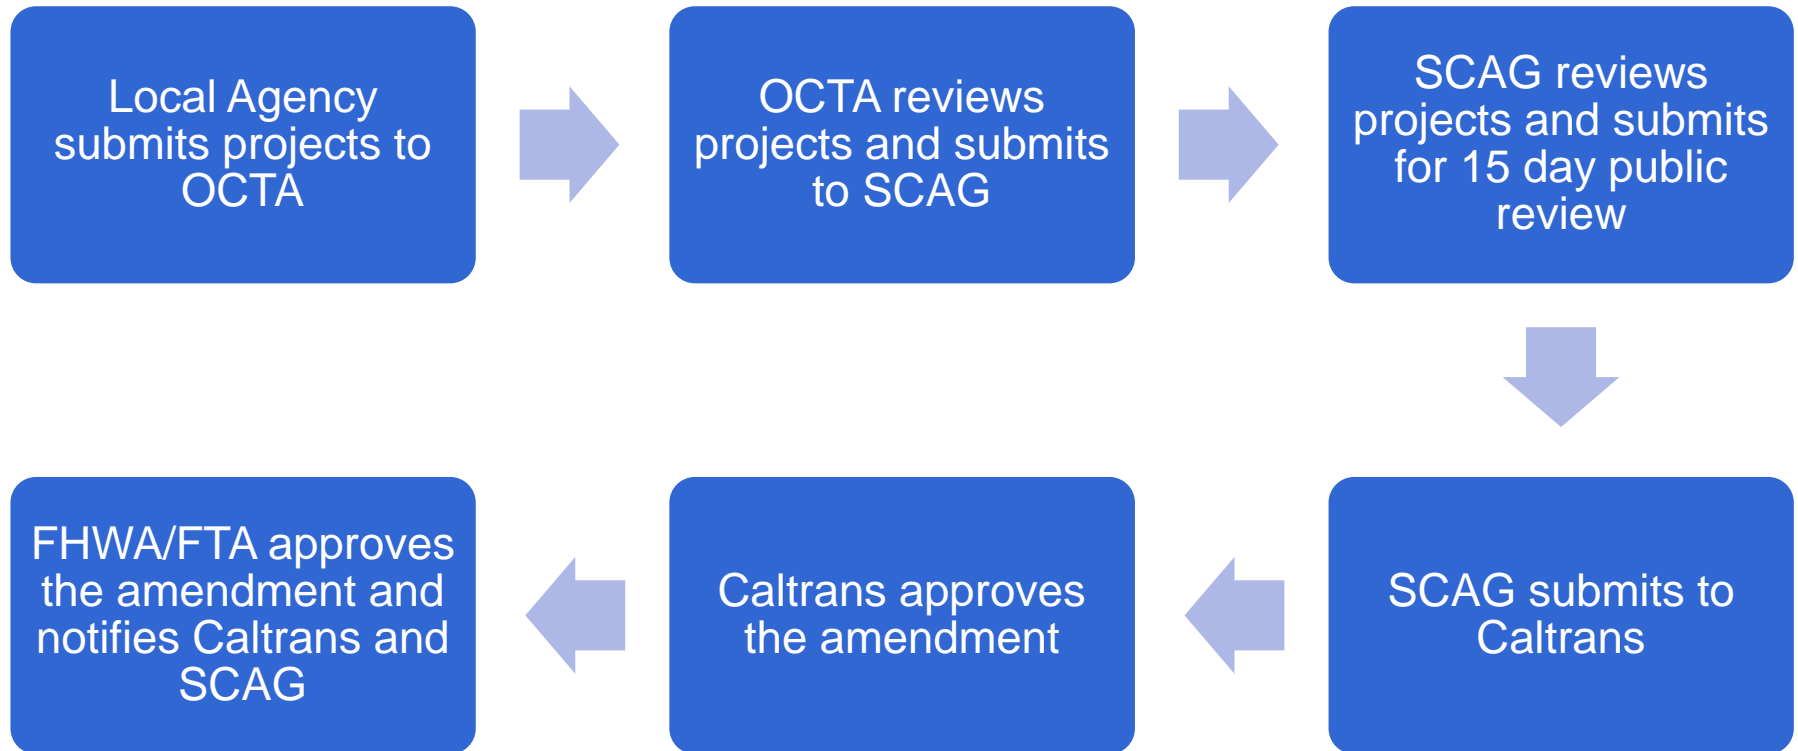 Local Agency
submits projects to
OCTA
OCTA reviews
projects and submits
to SCAG
SCAG reviews
projects and submits
for 15 day public
review
SCAG submits to
Caltrans
Caltrans approves
the amendment
FHWA/FTA approves
the amendment and
notifies Caltrans and
SCAG